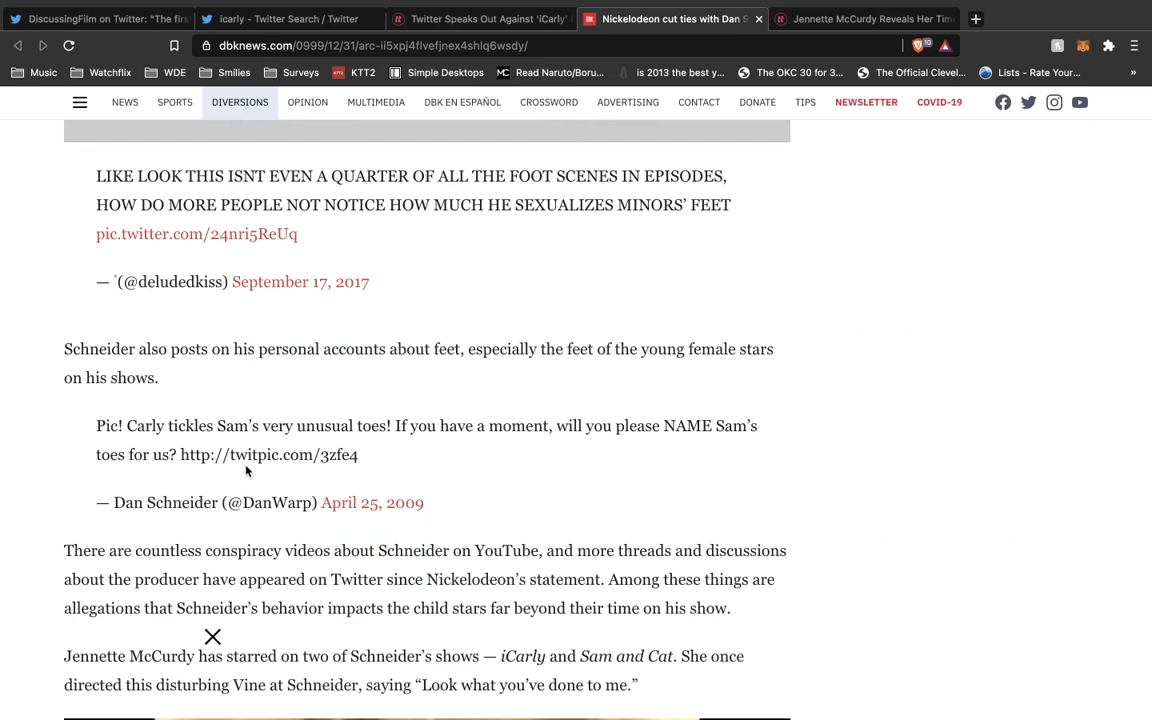 DiscussingFilm on Twitter: "The firs
icarly - Twitter Search / Twitter
Twitter Speaks Out Against 'iCarly'
Nickelodeon cut ties with Dan S
Jennette McCurdy Reveals Her Tim
dbknews.com/0999/12/31/arc-ii5xpj4flvefjnex4shlq6wsdy/
10
Music
Watchflix
WDE
Smilies
Surveys
KTT2
Simple Desktops
Read Naruto/Boru...
is 2013 the best y...
The OKC 30 for 3...
The Official Clevel...
Lists - Rate Your...
»
NEWS
SPORTS
DIVERSIONS
OPINION
MULTIMEDIA
DBK EN ESPAÑOL
CROSSWORD
ADVERTISING
CONTACT
DONATE
TIPS
NEWSLETTER
COVID-19
LIKE LOOK THIS ISNT EVEN A QUARTER OF ALL THE FOOT SCENES IN EPISODES,
HOW DO MORE PEOPLE NOT NOTICE HOW MUCH HE SEXUALIZES MINORS' FEET
pic.twitter.com/24nri5ReUq
— ″(@deludedkiss) September 17, 2017
Schneider also posts on his personal accounts about feet, especially the feet of the young female stars
on his shows.
Pic! Carly tickles Sam's very unusual toes! If you have a moment, will you please NAME Sam's
toes for us? http://twitpic.com/3zfe4
— Dan Schneider (@DanWarp) April 25, 2009
There are countless conspiracy videos about Schneider on YouTube, and more threads and discussions
about the producer have appeared on Twitter since Nickelodeon's statement. Among these things are
allegations that Schneider's behavior impacts the child stars far beyond their time on his show.
Jennette McCurdy has starred on two of Schneider's shows — iCarly and Sam and Cat. She once
directed this disturbing Vine at Schneider, saying “Look what you've done to me.”